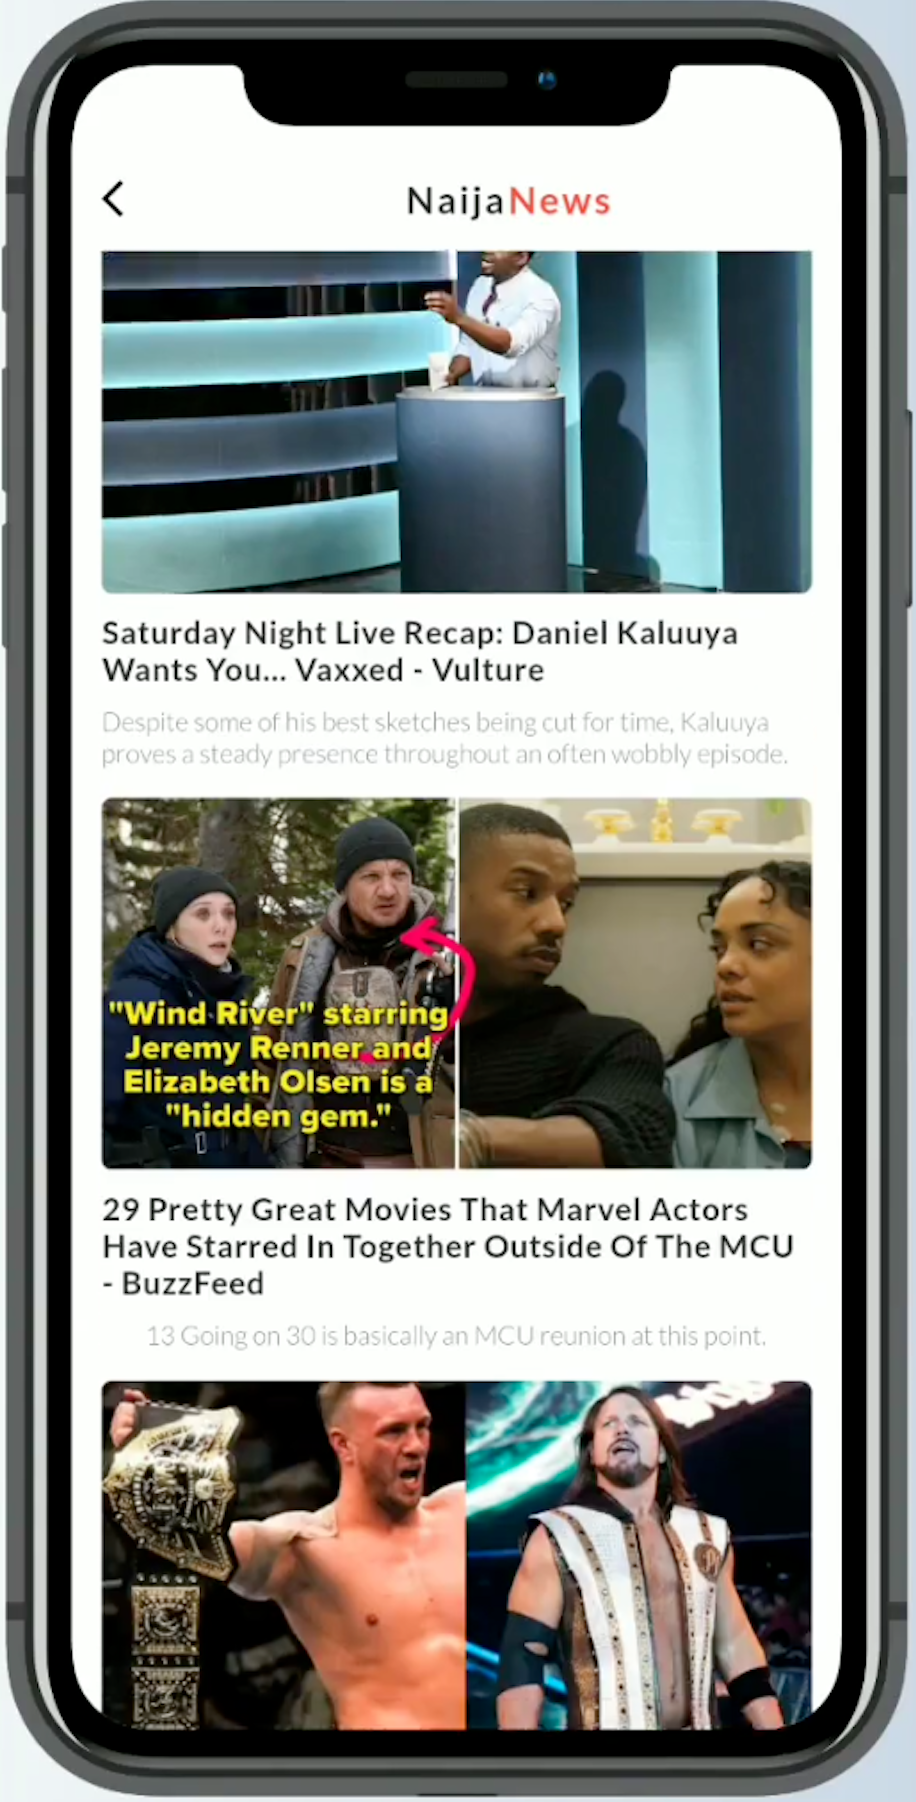 NaijaNews
Saturday Night Live Recap: Daniel Kaluuya
Wants You... Vaxxed - Vulture
Despite some of his best sketches being cut for time, Kaluuya
proves a steady presence throughout an often wobbly episode.
"Wind River" starring
Jeremy Renner and
Elizabeth Olsen is a
"hidden gem."
29 Pretty Great Movies That Marvel Actors
Have Starred In Together Outside Of The MCU
- BuzzFeed
13 Going on 30 is basically an MCU reunion at this point.